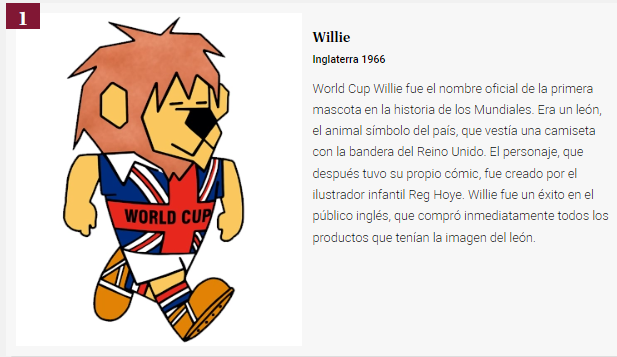 1
Willie
Inglaterra 1966
World Cup Willie fue el nombre oficial de la primera
mascota en la historia de los Mundiales. Era un león,
el animal símbolo del país, que vestía una camiseta
con la bandera del Reino Unido. El personaje, que
después tuvo su propio cómic, fue creado por el
ilustrador infantil Reg Hoye. Willie fue un éxito en el
público inglés, que compró inmediatamente todos los
productos que tenían la imagen del león.
WORLD CUP